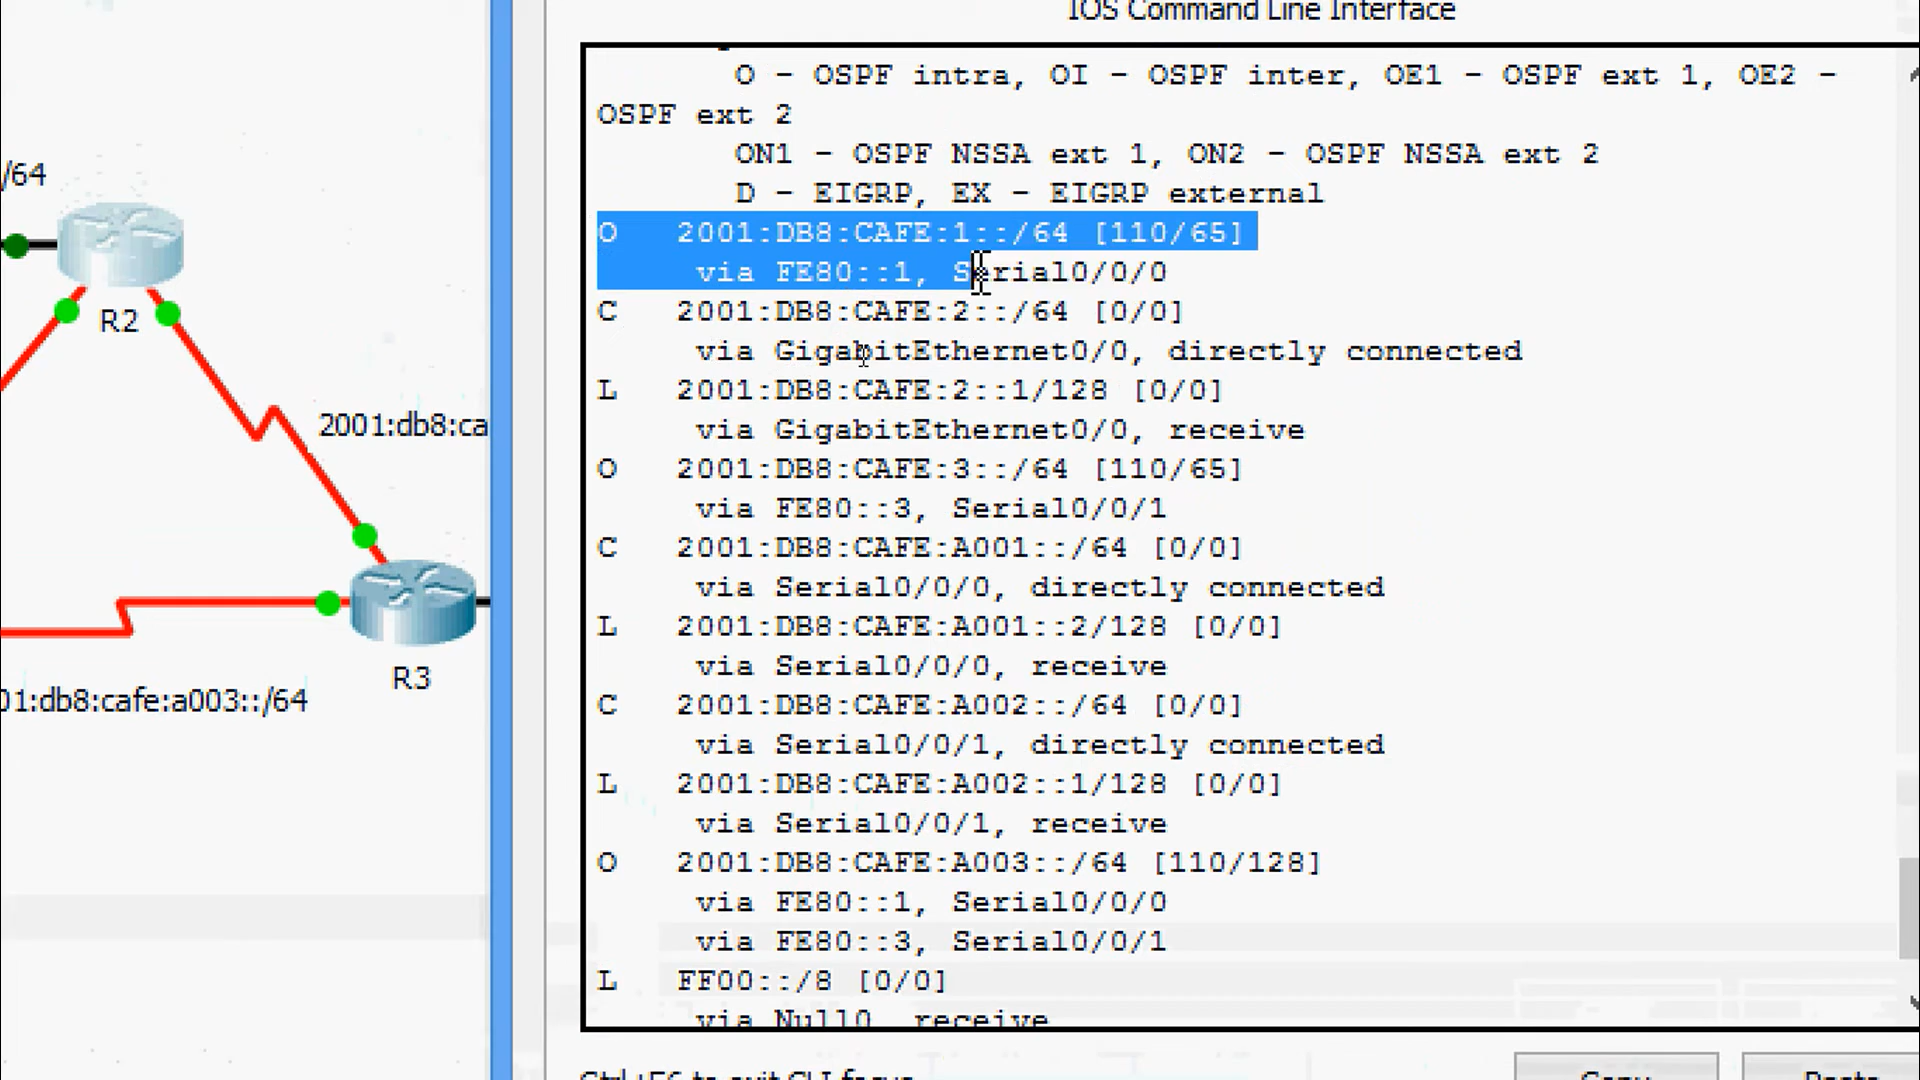 IOS Command Line Interface
O - OSPF intra, OI - OSPF inter, OE1 - OSPF ext 1, OE2 -
OSPF ext 2
ON1 - OSPF NSSA ext 1, ON2 - OSPF NSSA ext 2
D - EIGRP, EX - EIGRP external
O 2001:DB8:CAFE:1::/64 [110/65]
via FE80::1, Serial0/0/0
C 2001:DB8:CAFE:2::/64 [0/0]
via GigabitEthernet0/0, directly connected
L 2001:DB8:CAFE:2::1/128 [0/0]
via GigabitEthernet0/0, receive
O 2001:DB8:CAFE:3::/64 [110/65]
via FE80::3, Serial0/0/1
C 2001:DB8:CAFE:A001::/64 [0/0]
via Serial0/0/0, directly connected
L 2001:DB8:CAFE:A001::2/128 [0/0]
via Serial0/0/0, receive
C 2001:DB8:CAFE:A002::/64 [0/0]
via Serial0/0/1, directly connected
L 2001:DB8:CAFE:A002::1/128 [0/0]
via Serial0/0/1, receive
O 2001:DB8:CAFE:A003::/64 [110/128]
via FE80::1, Serial0/0/0
via FE80::3, Serial0/0/1
L FF00::/8 [0/0]
via Null0, receive
Ctrl+F6 to exit CLI focus
Copy
Paste
/64
R2
2001:db8:ca
R3
01:db8:cafe:a003::/64